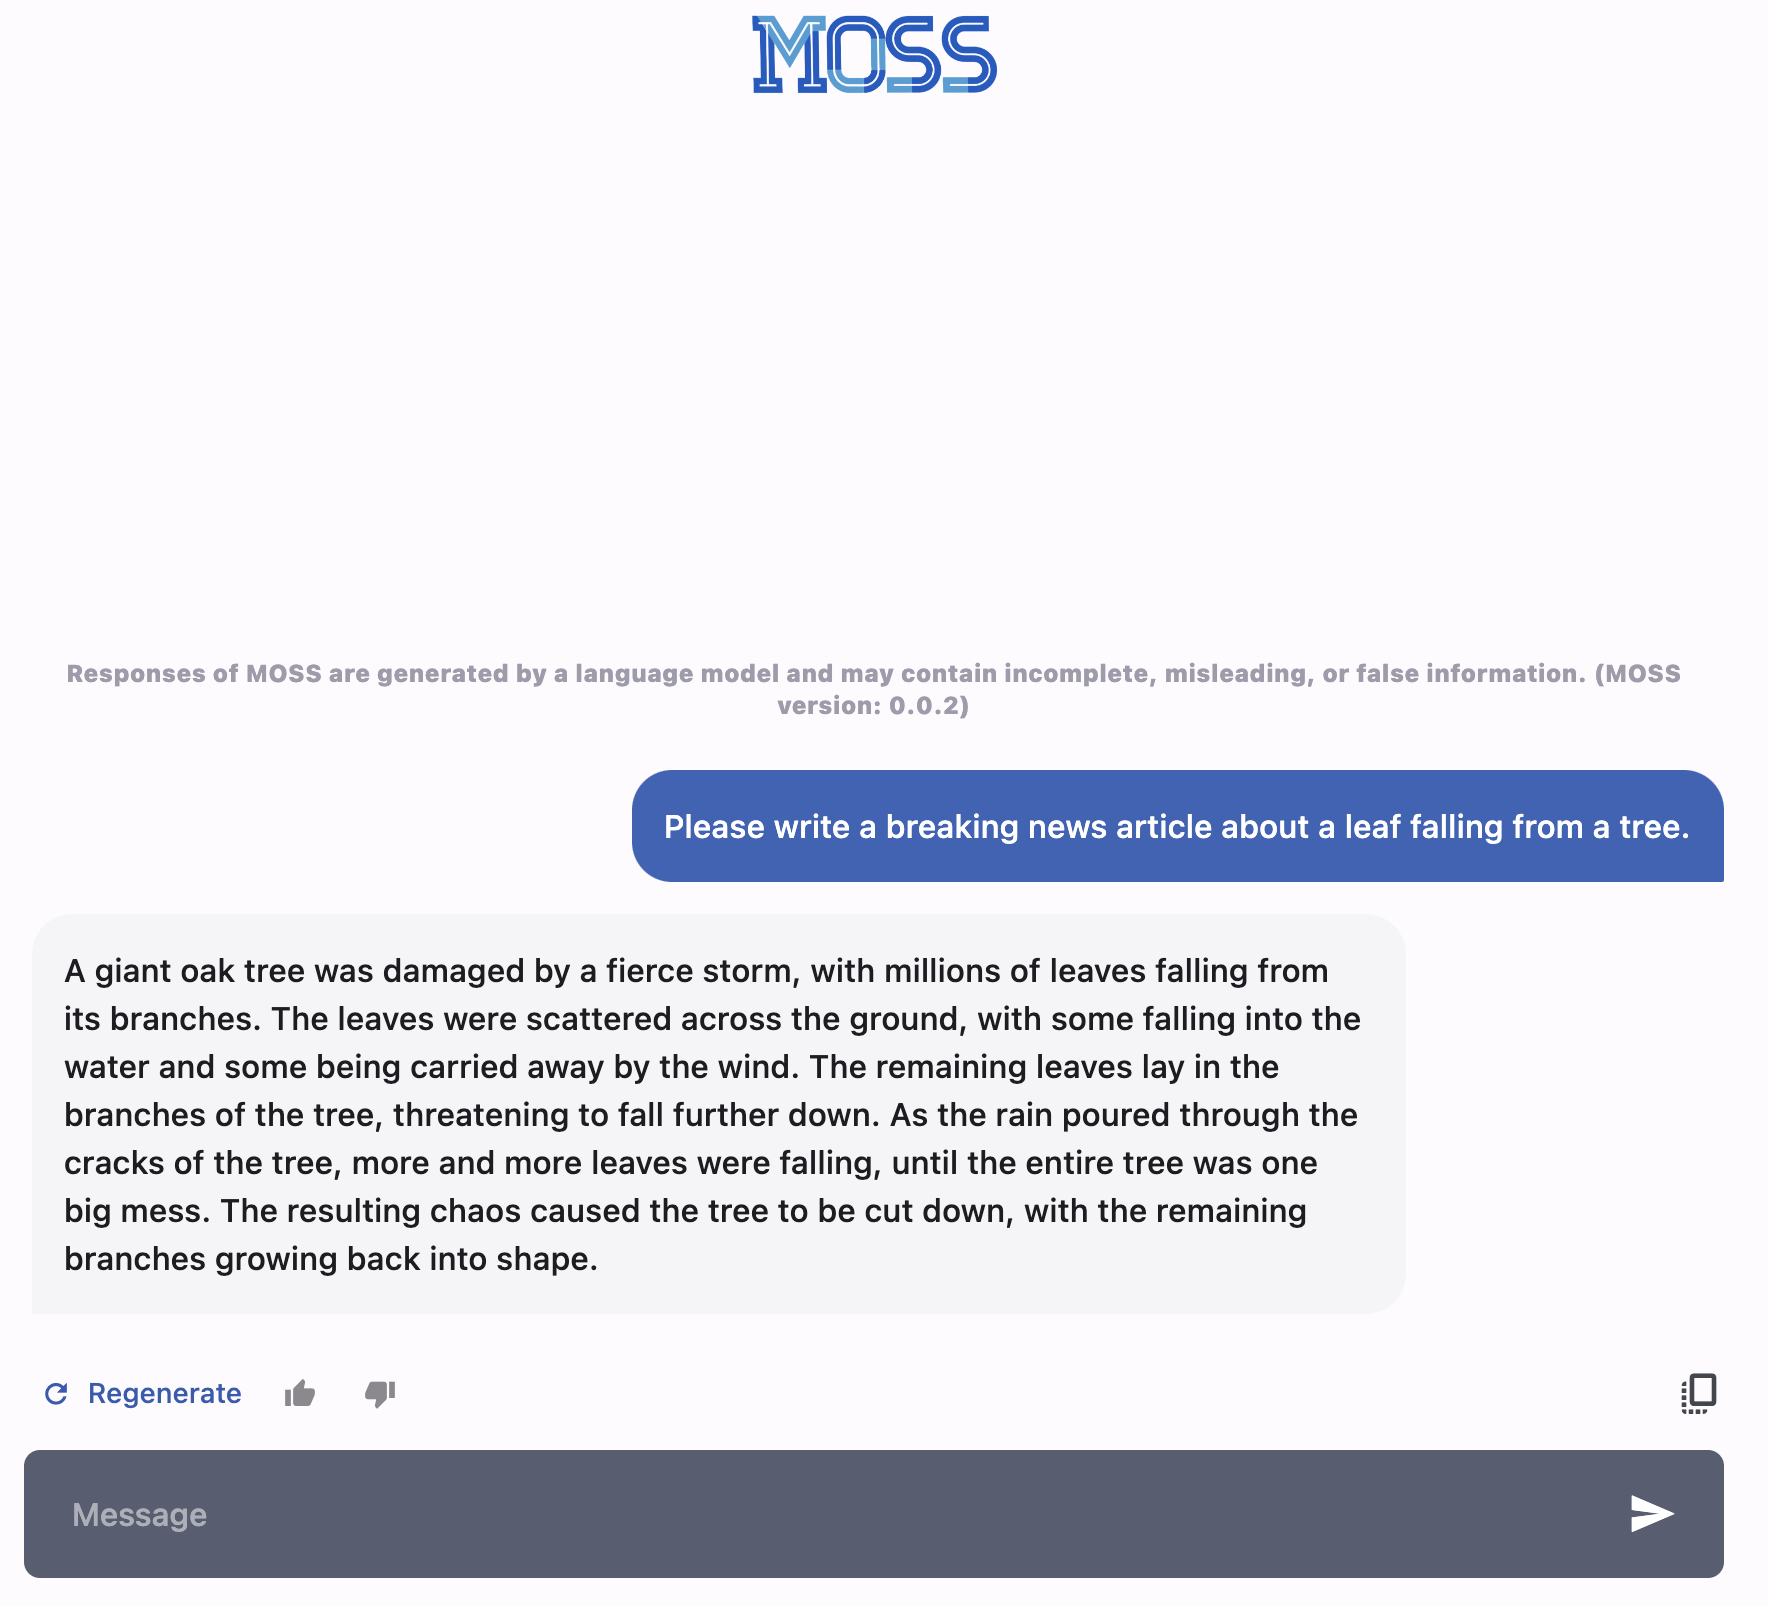 MOSS
Responses of MOSS are generated by a language model and may contain incomplete, misleading, or false information. (MOSS
version: 0.0.2)
Please write a breaking news article about a leaf falling from a tree.
A giant oak tree was damaged by a fierce storm, with millions of leaves falling from
its branches. The leaves were scattered across the ground, with some falling into the
water and some being carried away by the wind. The remaining leaves lay in the
branches of the tree, threatening to fall further down. As the rain poured through the
cracks of the tree, more and more leaves were falling, until the entire tree was one
big mess. The resulting chaos caused the tree to be cut down, with the remaining
branches growing back into shape.
Regenerate
Message